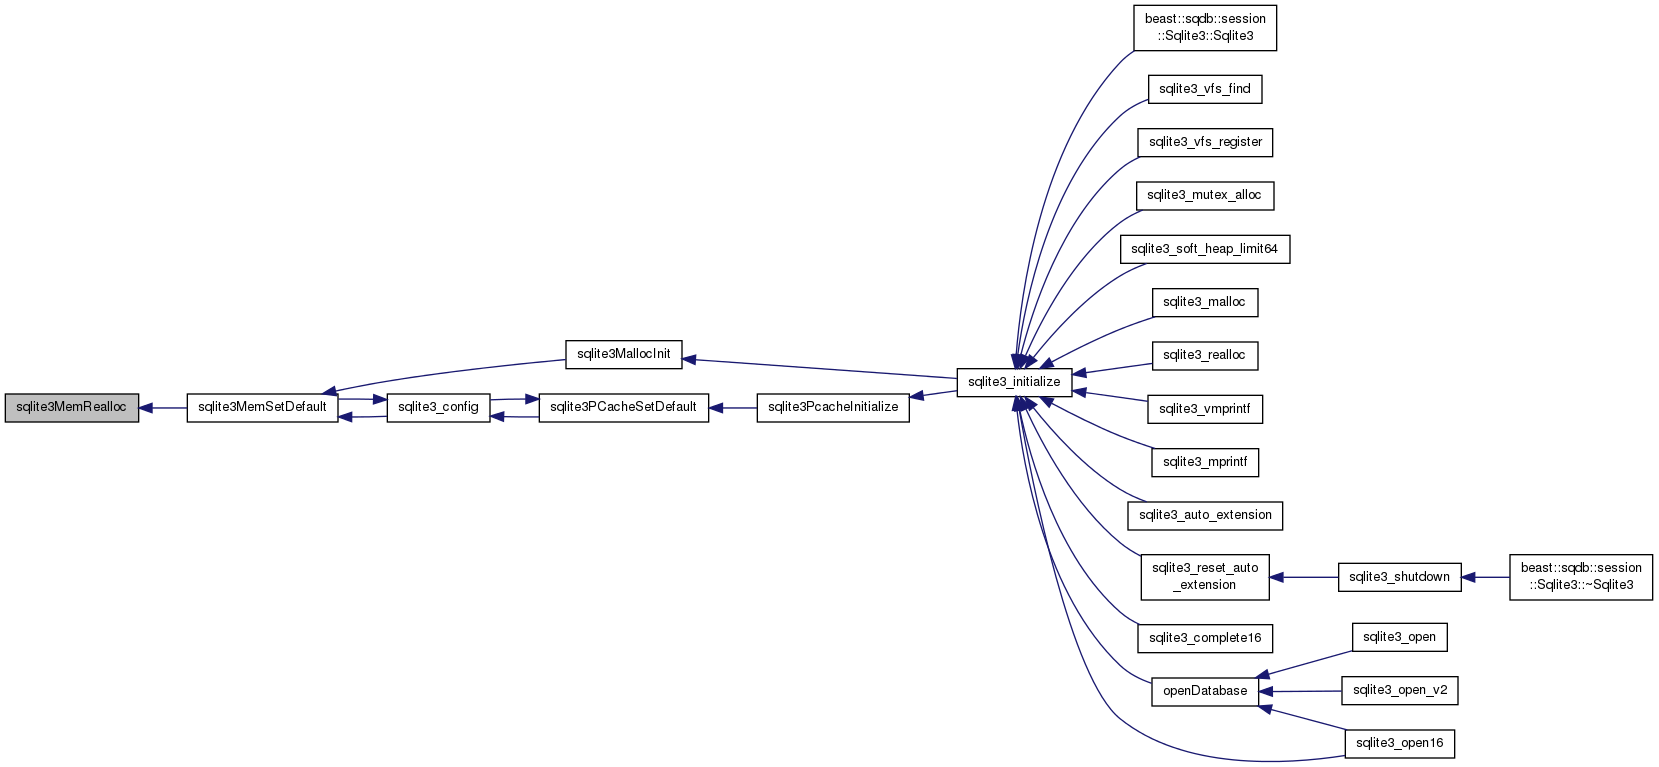 sqlite3MemRealloc
sqlite3MemSetDefault
sqlite3MallocInit
sqlite3_config
sqlite3PCacheSetDefault
sqlite3PcacheInitialize
sqlite3_initialize
beast::sqdb::session
::Sqlite3::Sqlite3
sqlite3_vfs_find
sqlite3_vfs_register
sqlite3_mutex_alloc
sqlite3_soft_heap_limit64
sqlite3_malloc
sqlite3_realloc
sqlite3_vmprintf
sqlite3_mprintf
sqlite3_auto_extension
sqlite3_reset_auto
_extension
sqlite3_shutdown
beast::sqdb::session
::Sqlite3::~Sqlite3
sqlite3_complete16
openDatabase
sqlite3_open
sqlite3_open_v2
sqlite3_open16